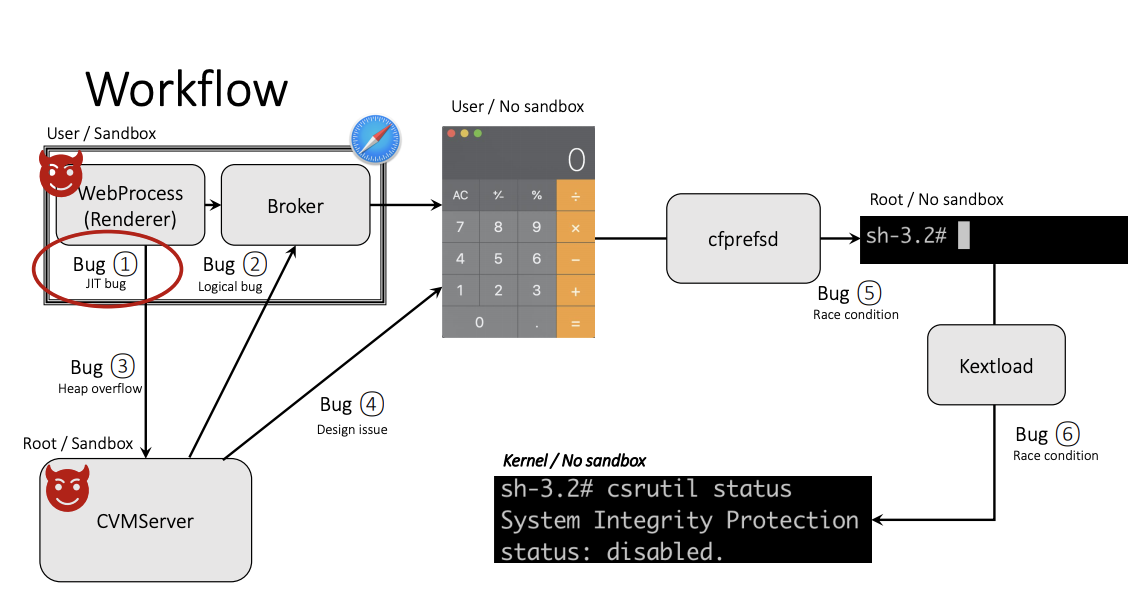 Workflow
User / Sandbox
User / No sandbox
WebProcess
(Renderer)
Broker
0
AC ⁺∕₋ % ÷
7 8 9 ×
4 5 6 −
1 2 3 +
0 . =
cfprefsd
Root / No sandbox
sh-3.2#
Bug ①
JIT bug
Bug ②
Logical bug
Bug ⑤
Race condition
Bug ③
Heap overflow
Kextload
Bug ④
Design issue
Bug ⑥
Race condition
Root / Sandbox
CVMServer
Kernel / No sandbox
sh-3.2# csrutil status
System Integrity Protection
status: disabled.